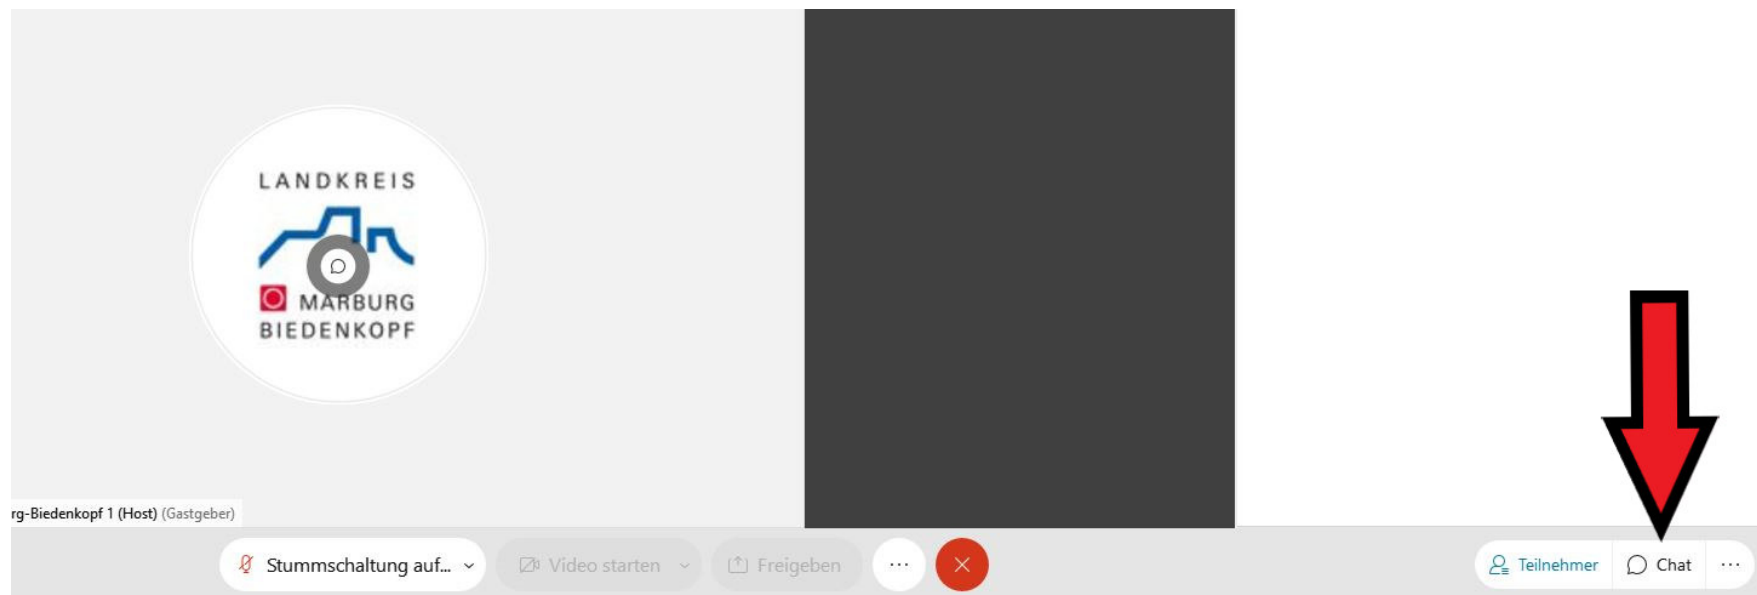 LANDKREIS
MARBURG
BIEDENKOPF
rg-Biedenkopf 1 (Host) (Gastgeber)
Stummschaltung auf...
Video starten
Freigeben
Teilnehmer
Chat